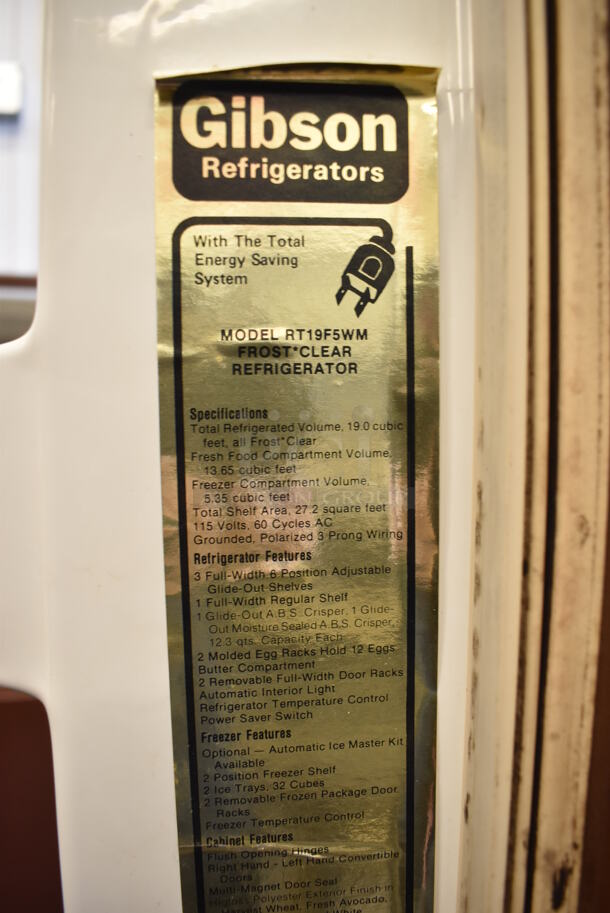 Gibson
Refrigerators
With The Total
Energy Saving
System
MODEL RT19F5WM
FROST*CLEAR
REFRIGERATOR
Specifications
Total Refrigerated Volume, 19.0 cubic
feet, all Frost*Clear
Fresh Food Compartment Volume,
13.65 cubic feet
Freezer Compartment Volume,
5.35 cubic feet
Total Shelf Area, 27.2 square feet
115 Volts, 60 Cycles AC
Grounded, Polarized 3 Prong Wiring
Refrigerator Features
3 Full-Width 6 Position Adjustable
Glide-Out Shelves
1 Full-Width Regular Shelf
1 Glide-Out A.B.S. Crisper, 1 Glide-
Out Moisture Sealed A.B.S. Crisper,
12.3 qts. Capacity Each
2 Molded Egg Racks Hold 12 Eggs
Butter Compartment
2 Removable Full-Width Door Racks
Automatic Interior Light
Refrigerator Temperature Control
Power Saver Switch
Freezer Features
Optional — Automatic Ice Master Kit
Available
2 Position Freezer Shelf
2 Ice Trays, 32 Cubes
2 Removable Frozen Package Door
Racks
Freezer Temperature Control
Cabinet Features
Flush Opening Hinges
Right Hand - Left Hand Convertible
Doors
Multi-Magnet Door Seal
Higloss Polyester Exterior Finish in
Harvest Wheat, Fresh Avocado,
White